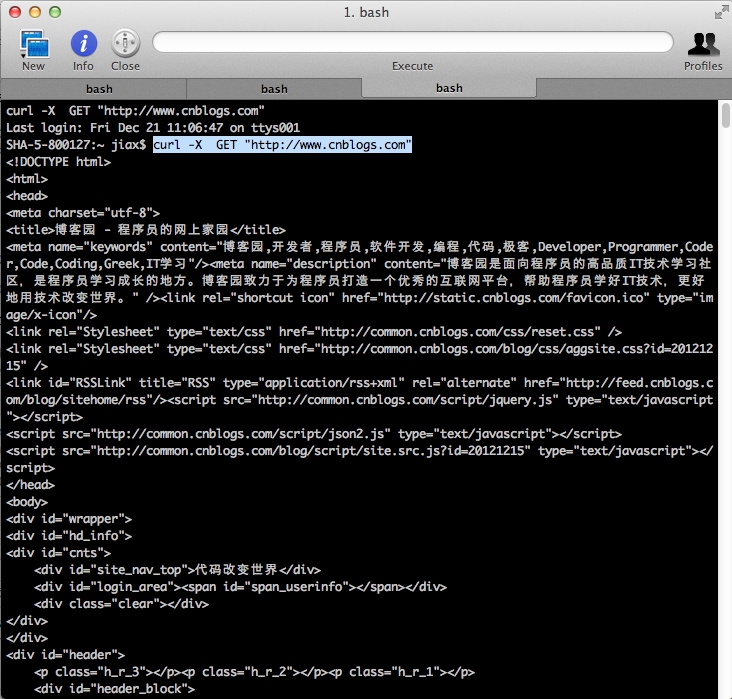 1. bash
New
Info
Close
Execute
Profiles
bash
bash
bash
curl -X  GET "http://www.cnblogs.com"
Last login: Fri Dec 21 11:06:47 on ttys001
SHA-5-800127:~ jiax$ curl -X  GET "http://www.cnblogs.com"
<!DOCTYPE html>
<html>
<head>
<meta charset="utf-8">
<title>博客园 - 程序员的网上家园</title>
<meta name="keywords" content="博客园,开发者,程序员,软件开发,编程,代码,极客,Developer,Programmer,Code
r,Code,Coding,Greek,IT学习"/><meta name="description" content="博客园是面向程序员的高品质IT技术学习社
区，是程序员学习成长的地方。博客园致力于为程序员打造一个优秀的互联网平台，帮助程序员学好IT技术，更好
地用技术改变世界。" /><link rel="shortcut icon" href="http://static.cnblogs.com/favicon.ico" type="im
age/x-icon"/>
<link rel="Stylesheet" type="text/css" href="http://common.cnblogs.com/css/reset.css" />
<link rel="Stylesheet" type="text/css" href="http://common.cnblogs.com/blog/css/aggsite.css?id=201212
15" />
<link id="RSSLink" title="RSS" type="application/rss+xml" rel="alternate" href="http://feed.cnblogs.c
om/blog/sitehome/rss"/><script src="http://common.cnblogs.com/script/jquery.js" type="text/javascript
"></script>
<script src="http://common.cnblogs.com/script/json2.js" type="text/javascript"></script>
<script src="http://common.cnblogs.com/blog/script/site.src.js?id=20121215" type="text/javascript"></
script>
</head>
<body>
<div id="wrapper">
<div id="hd_info">
<div id="cnts">
    <div id="site_nav_top">代码改变世界</div>
    <div id="login_area"><span id="span_userinfo"></span></div>
    <div class="clear"></div>
</div>
</div>
<div id="header">
    <p class="h_r_3"></p><p class="h_r_2"></p><p class="h_r_1"></p>
    <div id="header_block">